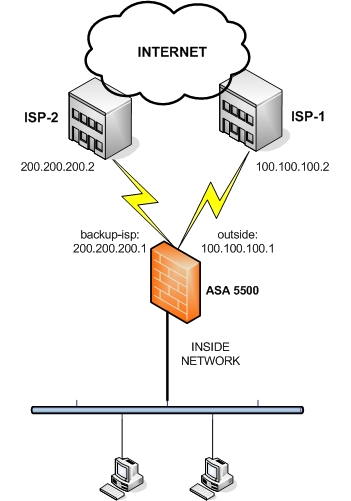 INTERNET
ISP-2
ISP-1
200.200.200.2
100.100.100.2
backup-isp:
200.200.200.1
outside:
100.100.100.1
ASA 5500
INSIDE
NETWORK